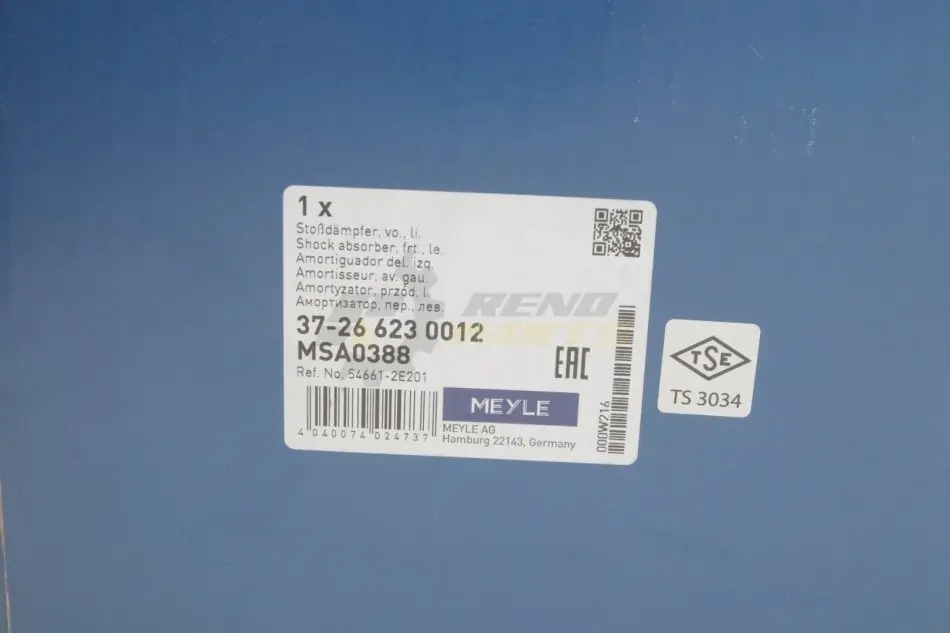 1 x
Stoßdämpfer, vo., li.
Shock absorber, frt., le.
Amortiguador del. izq.
Amortisseur, av. gau.
Amortyzator, przód, l.
Амортизатор, пер., лев.
RENO
PARTS
37-26 623 0012
MSA0388
EAC
Ref. No. 54661-2E201
MEYLE
4 040074 024737
MEYLE AG
Hamburg 22143, Germany
000W216
TSE
TS 3034